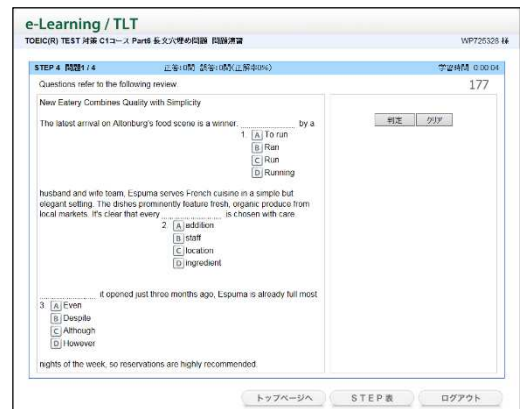 e-Learning / TLT
TOEIC(R) TEST 対策 C1コース Part6 長文穴埋め問題 問題演習
WP725328 様
STEP 4 問題1 / 4
正答:0問 誤答:0問(正解率0%)
学習時間 0:00:04
Questions refer to the following review.
177
New Eatery Combines Quality with Simplicity
判定 クリア
The latest arrival on Altonburg's food scene is a winner. ........................ by a
1. A To run
B Ran
C Run
D Running
husband and wife team, Espuma serves French cuisine in a simple but
elegant setting. The dishes prominently feature fresh, organic produce from
local markets. It's clear that every ........................ is chosen with care.
2. A addition
B staff
C location
D ingredient
........................ it opened just three months ago, Espuma is already full most
3. A Even
B Despite
C Although
D However
nights of the week, so reservations are highly recommended.
トップページへ
STEP表
ログアウト